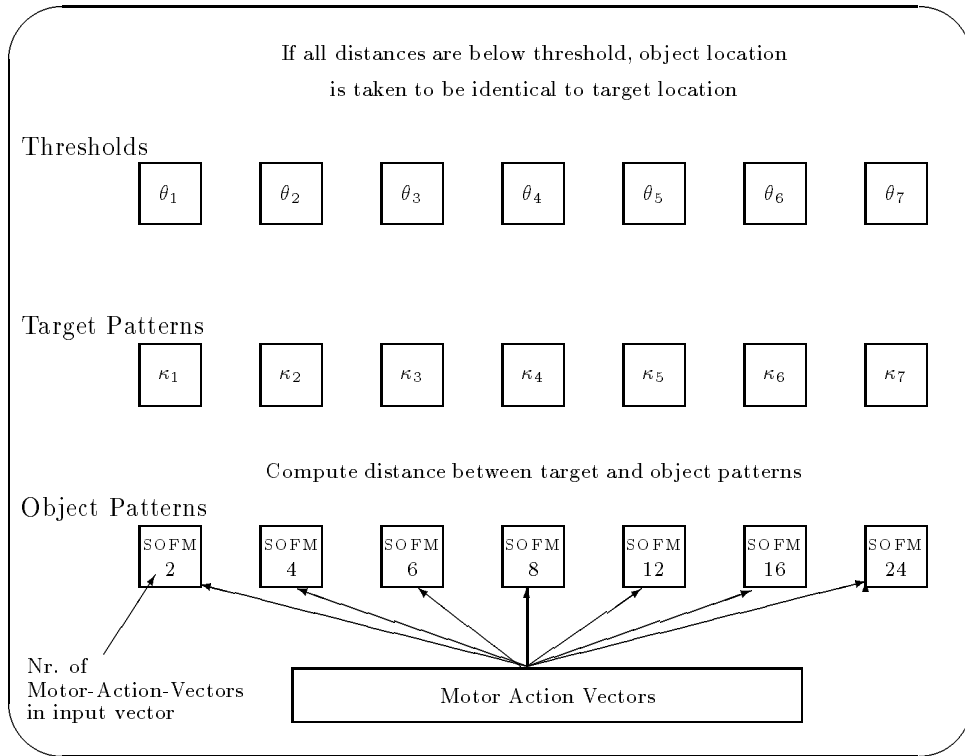 If all distances are below threshold, object location
is taken to be identical to target location
Thresholds
θ1 θ2 θ3 θ4 θ5 θ6 θ7
Target Patterns
κ1 κ2 κ3 κ4 κ5 κ6 κ7
Compute distance between target and object patterns
Object Patterns
SOFM SOFM SOFM SOFM SOFM SOFM SOFM
2 4 6 8 12 16 24
Nr. of
Motor-Action-Vectors
in input vector
Motor Action Vectors